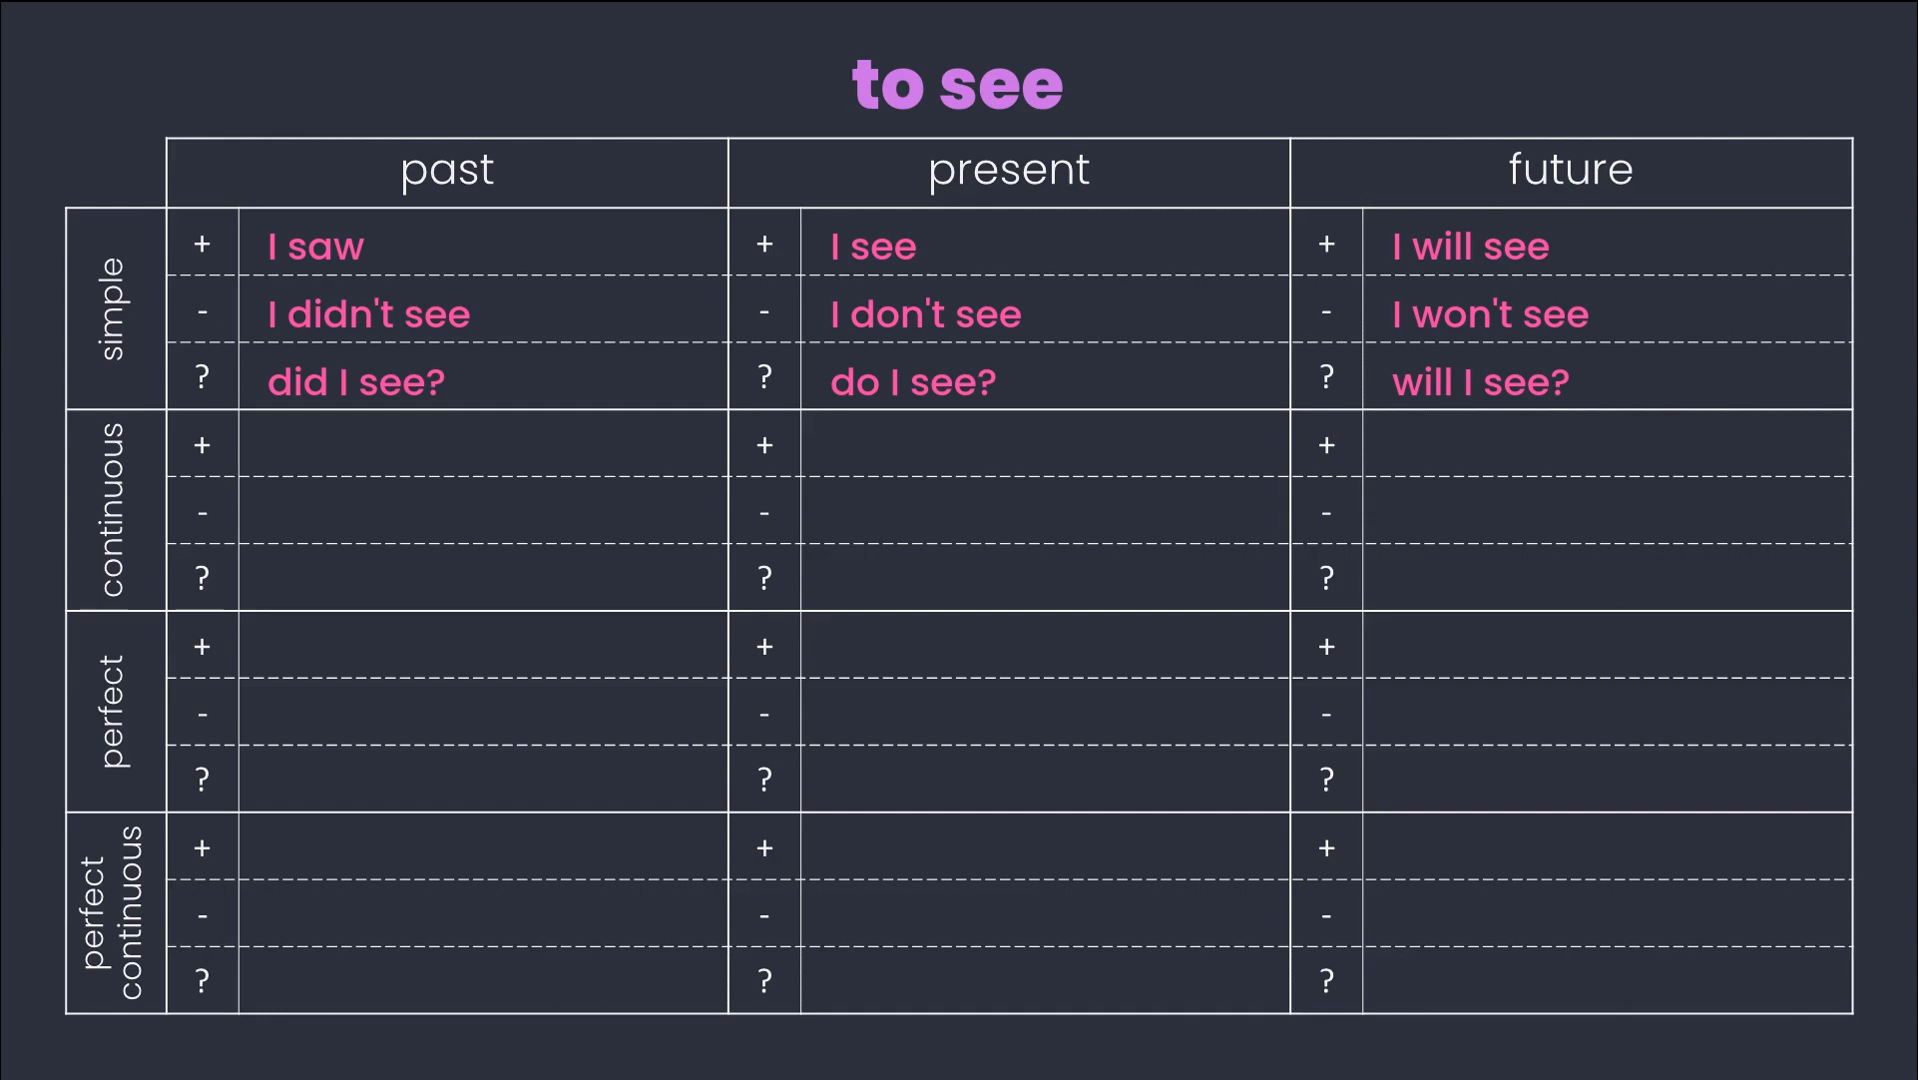 to see
past present future
simple
+ I saw + I see + I will see
- I didn't see - I don't see - I won't see
? did I see? ? do I see? ? will I see?
continuous
+ + +
- - -
? ? ?
perfect
+ + +
- - -
? ? ?
perfect
continuous
+ + +
- - -
? ? ?